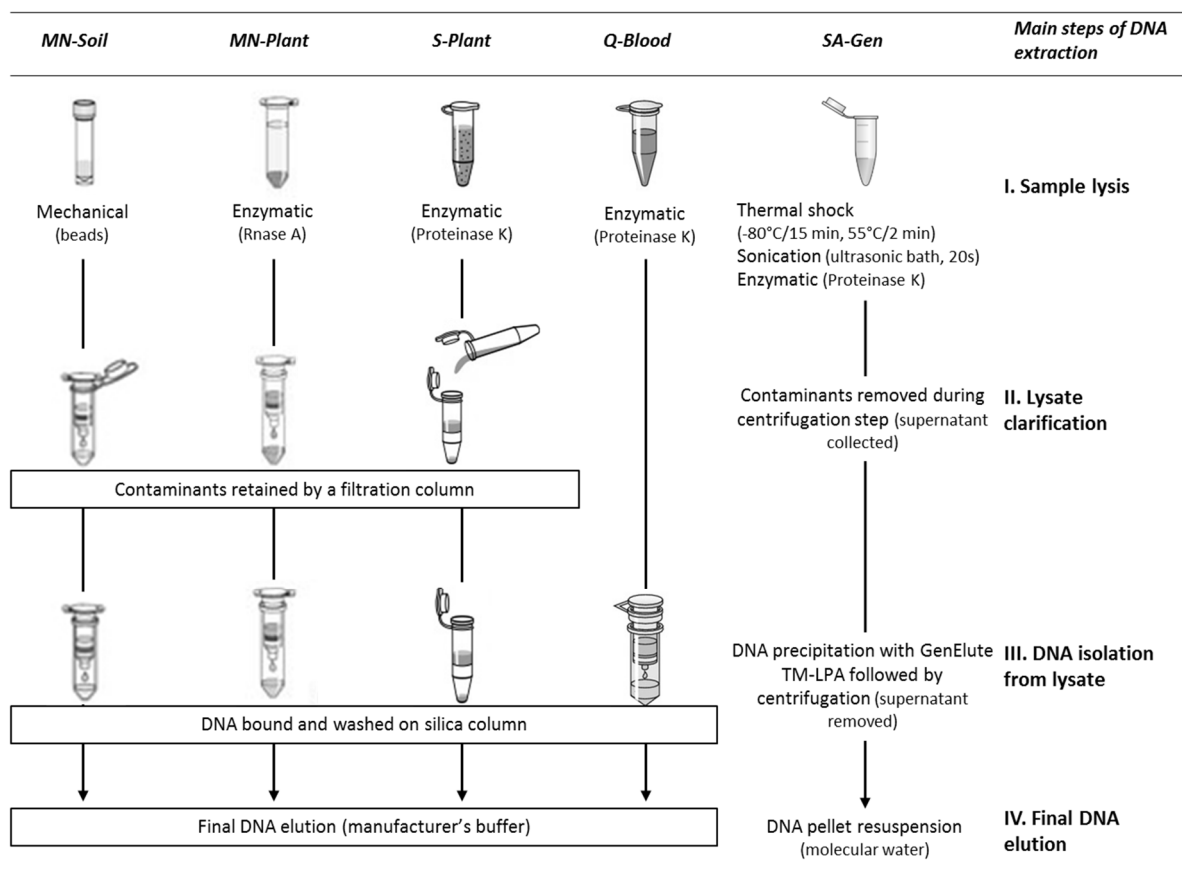 MN-Soil
MN-Plant
S-Plant
Q-Blood
SA-Gen
Main steps of DNA
extraction
Mechanical
(beads)
Enzymatic
(Rnase A)
Enzymatic
(Proteinase K)
Enzymatic
(Proteinase K)
Thermal shock
(-80°C/15 min, 55°C/2 min)
Sonication (ultrasonic bath, 20s)
Enzymatic (Proteinase K)
I. Sample lysis
Contaminants removed during
centrifugation step (supernatant
collected)
II. Lysate
clarification
Contaminants retained by a filtration column
DNA precipitation with GenElute
TM-LPA followed by
centrifugation (supernatant
removed)
III. DNA isolation
from lysate
DNA bound and washed on silica column
Final DNA elution (manufacturer's buffer)
DNA pellet resuspension
(molecular water)
IV. Final DNA
elution